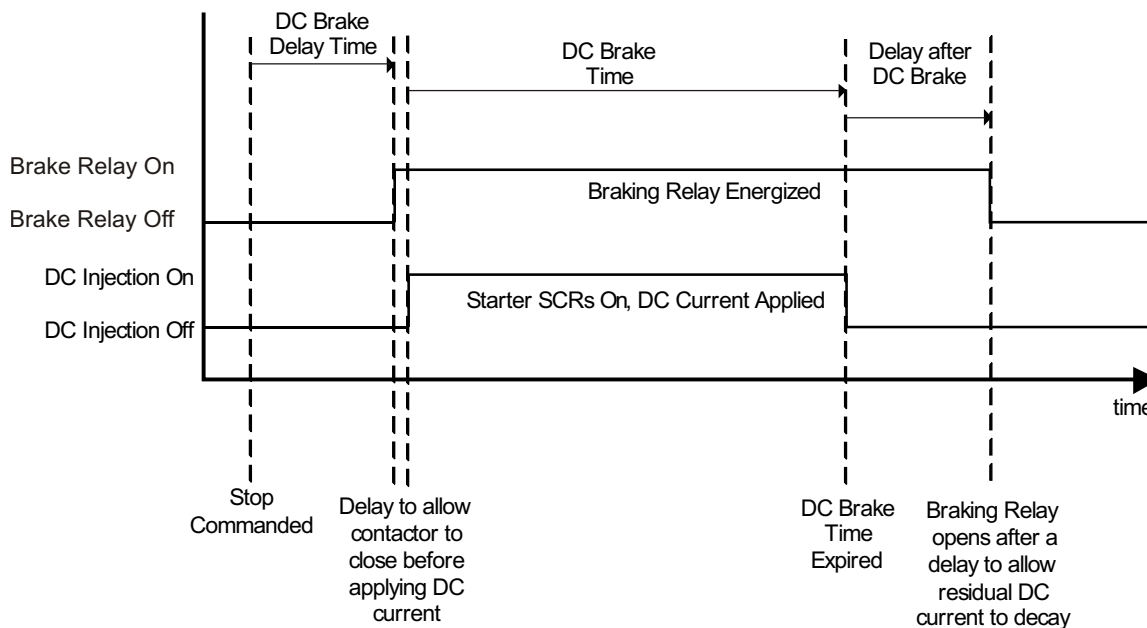 DC Brake
Delay Time
DC Brake
Time
Delay after
DC Brake
Brake Relay On
Braking Relay Energized
Brake Relay Off
DC Injection On
Starter SCRs On, DC Current Applied
DC Injection Off
time
Stop
Commanded
Delay to allow
contactor to
close before
applying DC
current
DC Brake
Time
Expired
Braking Relay
opens after a
delay to allow
residual DC
current to decay